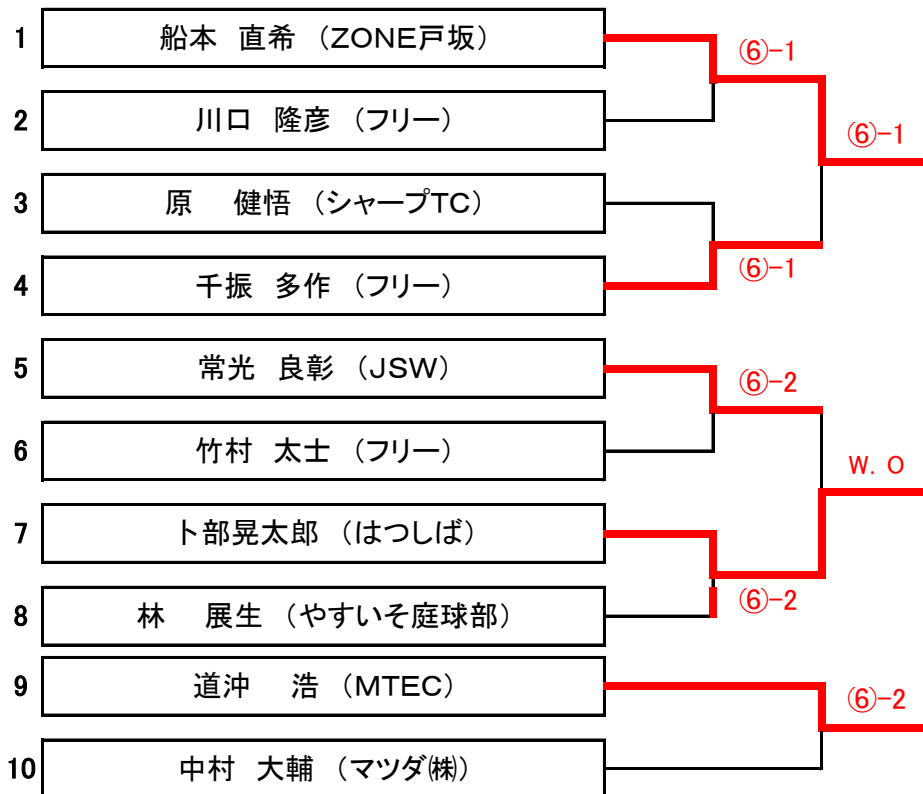 1 船本 直希 (ZONE戸坂)
⑥-1
2 川口 隆彦 (フリー)
⑥-1
3 原 健悟 (シャープTC)
⑥-1
4 千振 多作 (フリー)
5 常光 良彰 (JSW)
⑥-2
6 竹村 太士 (フリー)
W.O
7 卜部晃太郎 (はつしば)
⑥-2
8 林 展生 (やすいそ庭球部)
9 道沖 浩 (MTEC)
⑥-2
10 中村 大輔 (マツダ㈱)